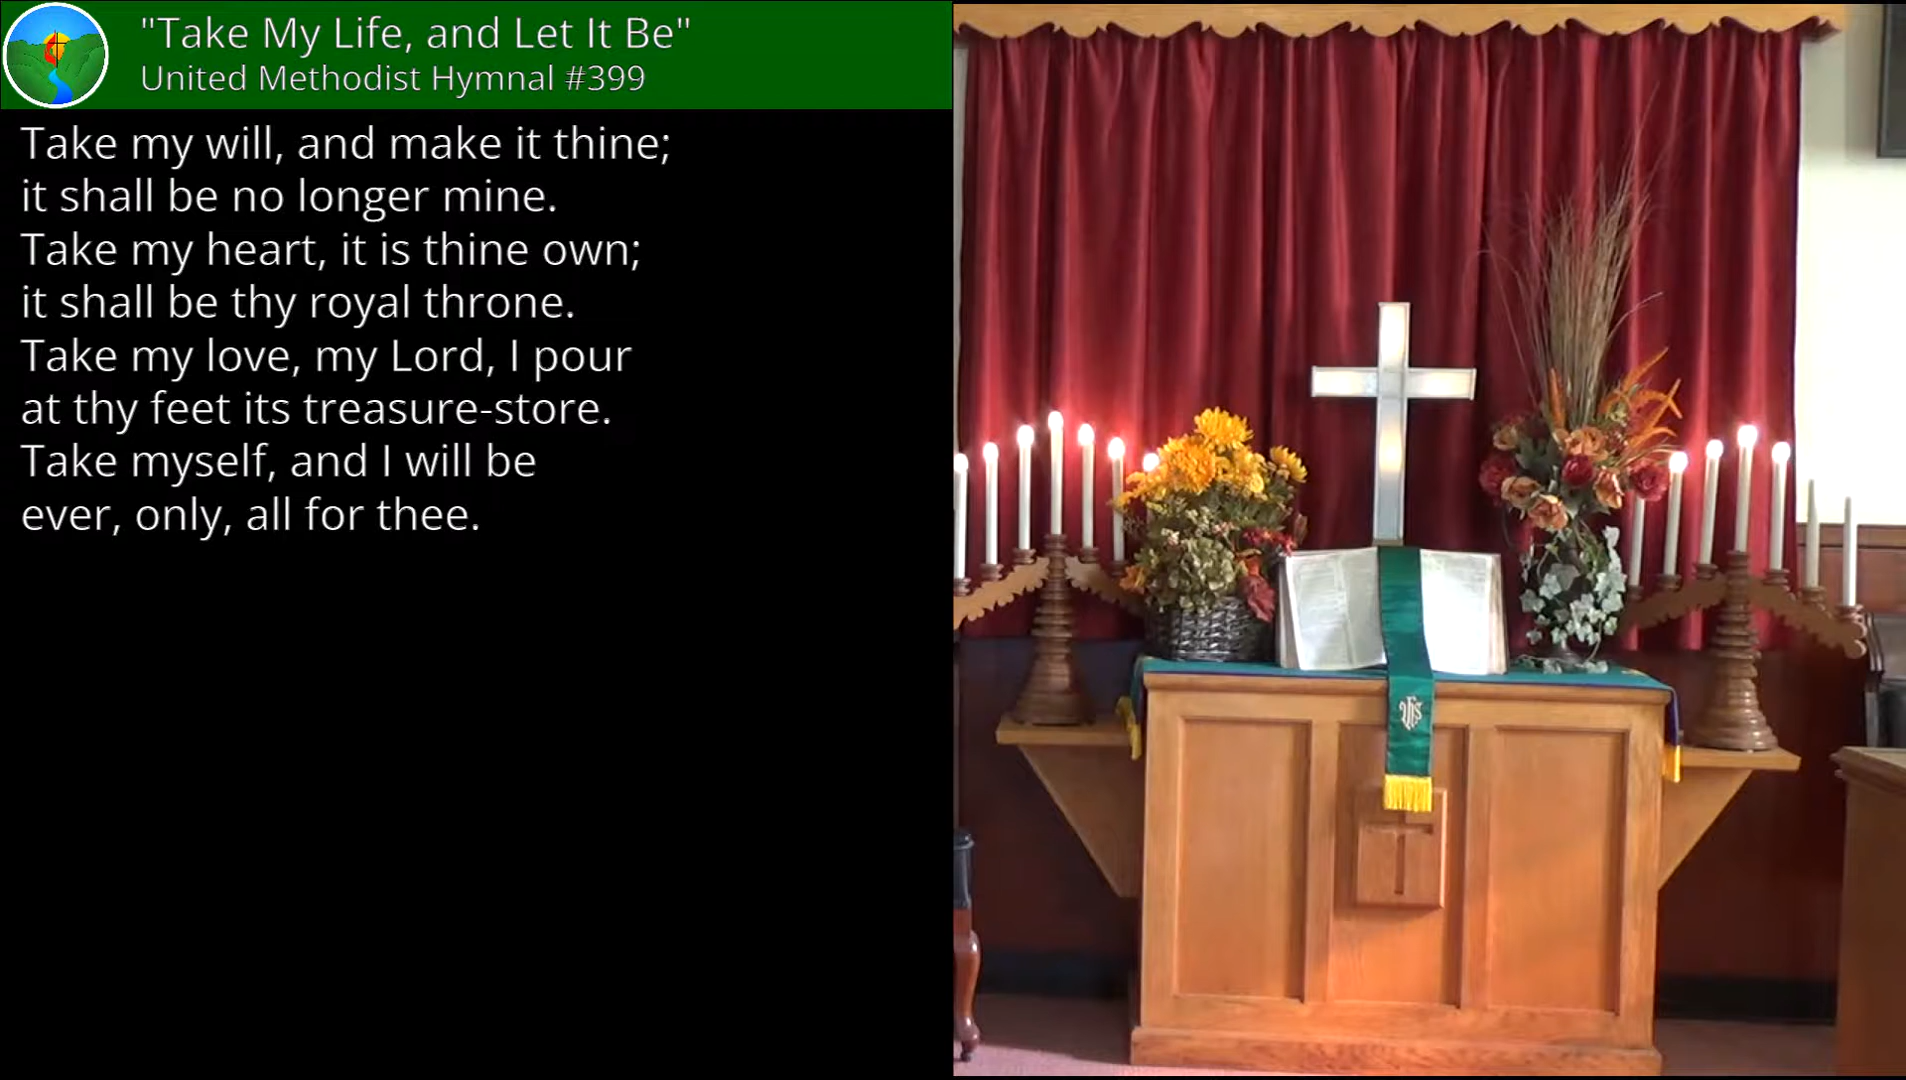 "Take My Life, and Let It Be"
United Methodist Hymnal #399
Take my will, and make it thine;
it shall be no longer mine.
Take my heart, it is thine own;
it shall be thy royal throne.
Take my love, my Lord, I pour
at thy feet its treasure-store.
Take myself, and I will be
ever, only, all for thee.